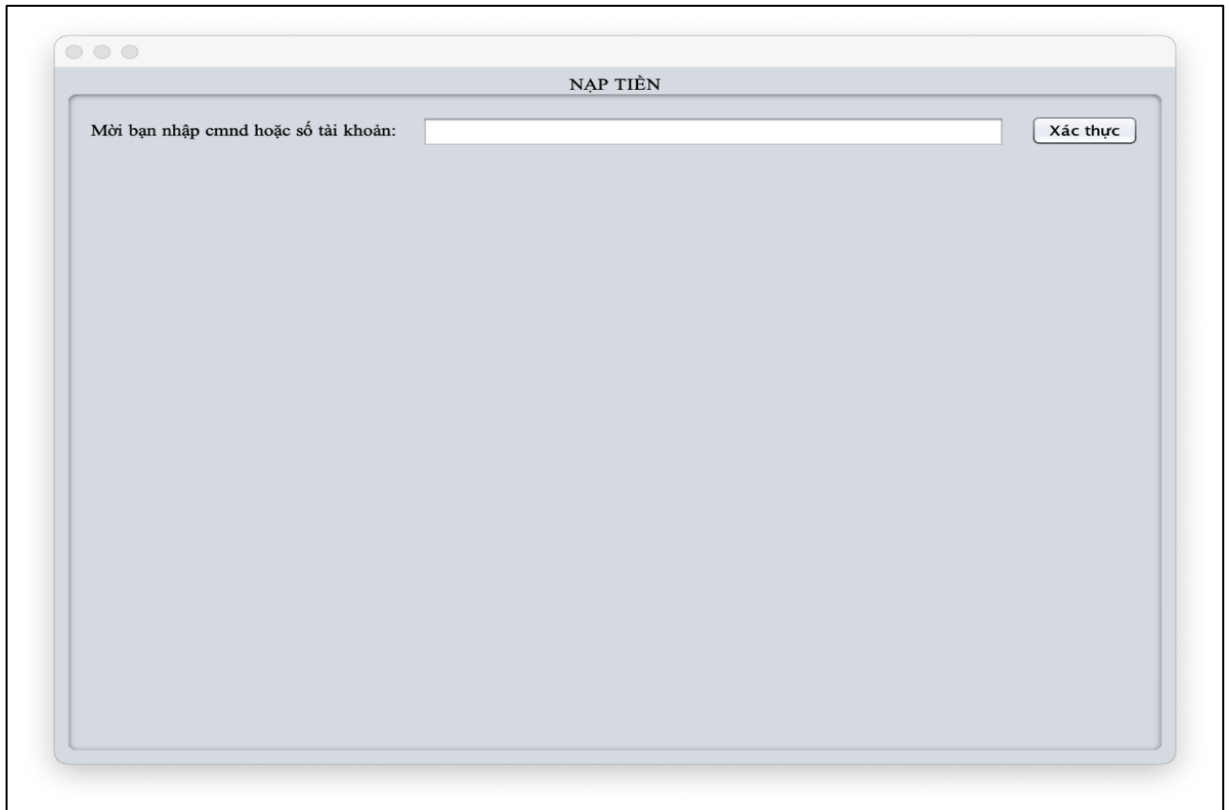 NẠP TIỀN
Mời bạn nhập cmnd hoặc số tài khoản:
Xác thực